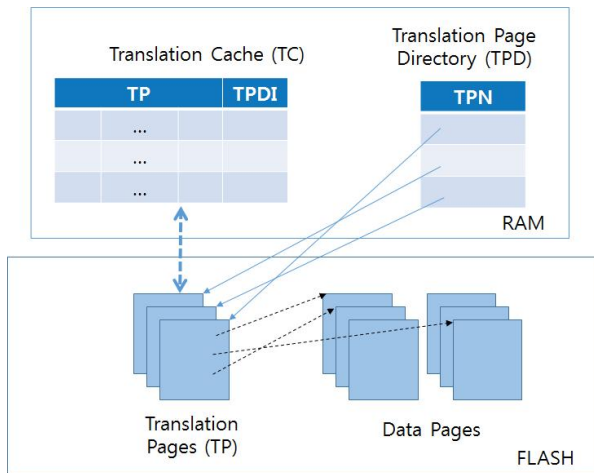 Translation Cache (TC)
Translation Page
Directory (TPD)
TP TPDI
TPN
...
...
...
RAM
Translation
Pages (TP)
Data Pages
FLASH